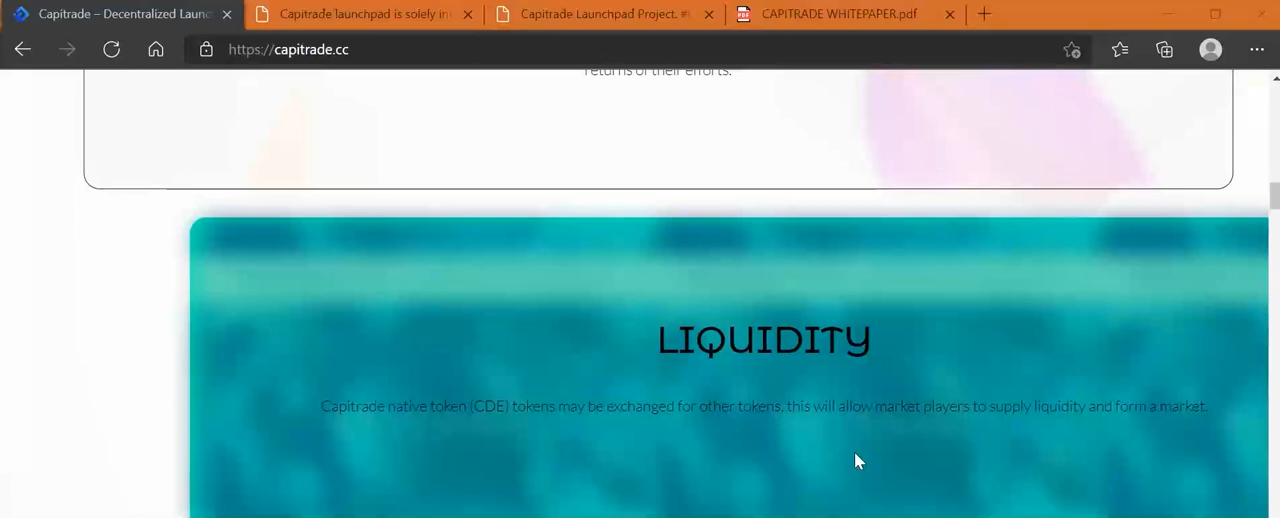 Capitrade – Decentralized Launc
Capitrade launchpad is solely in
Capitrade Launchpad Project. #
CAPITRADE WHITEPAPER.pdf
https://capitrade.cc
returns of their efforts.
LIQUIDITY
Capitrade native token (CDE) tokens may be exchanged for other tokens, this will allow market players to supply liquidity and form a market.